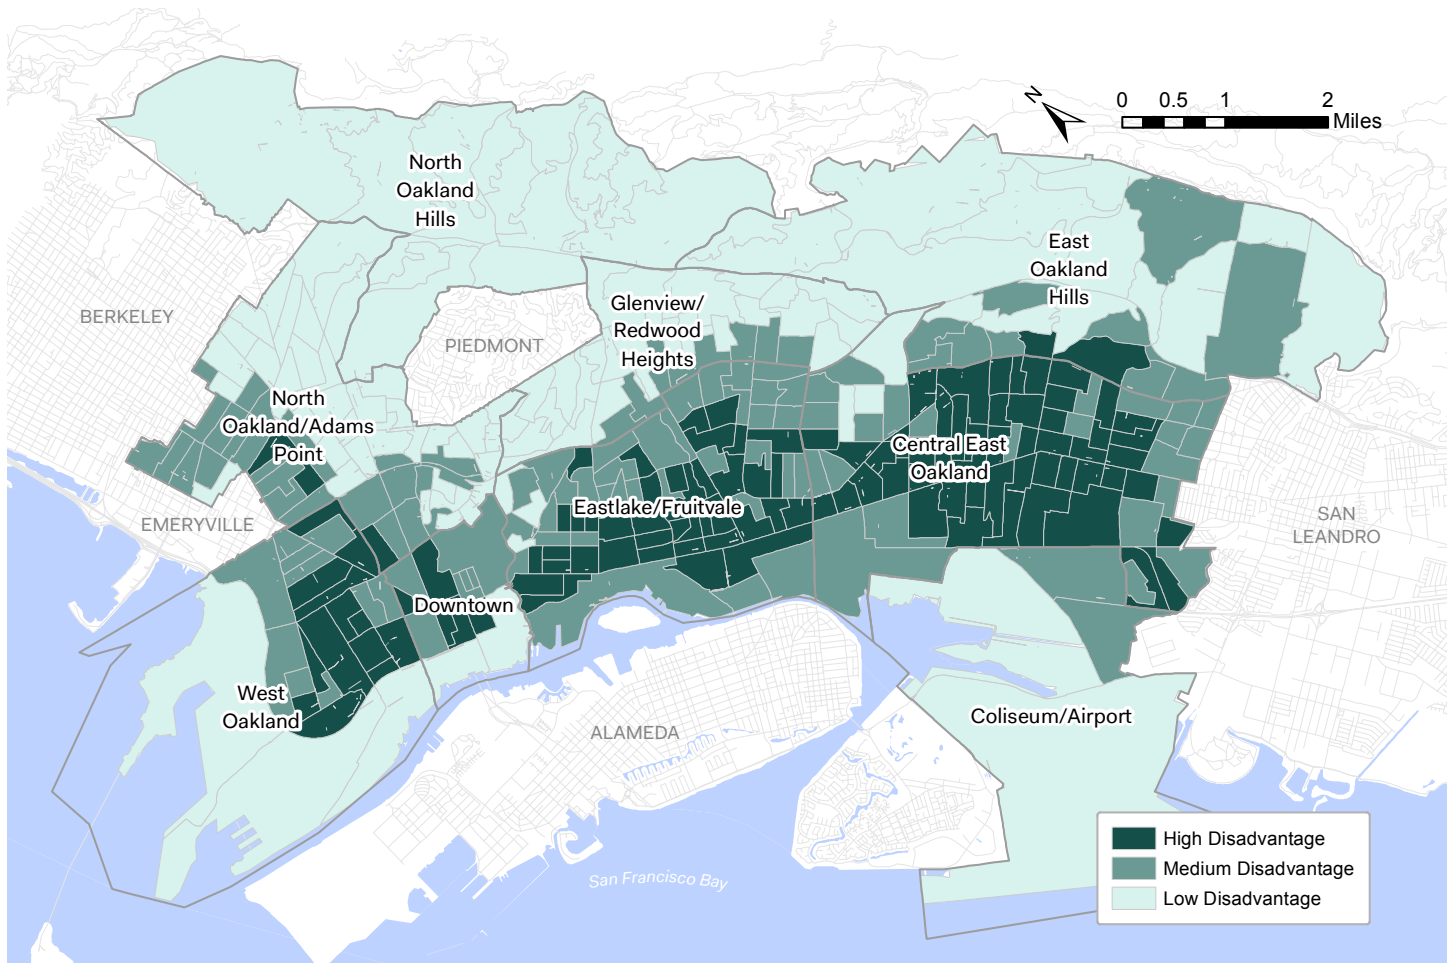 N
0 0.5 1 2
Miles
North
Oakland
Hills
East
Oakland
Hills
BERKELEY
Glenview/
Redwood
Heights
PIEDMONT
North
Oakland/Adams
Point
Central East
Oakland
EMERYVILLE
Eastlake/Fruitvale
SAN
LEANDRO
Downtown
West
Oakland
ALAMEDA
Coliseum/Airport
San Francisco Bay
High Disadvantage
Medium Disadvantage
Low Disadvantage